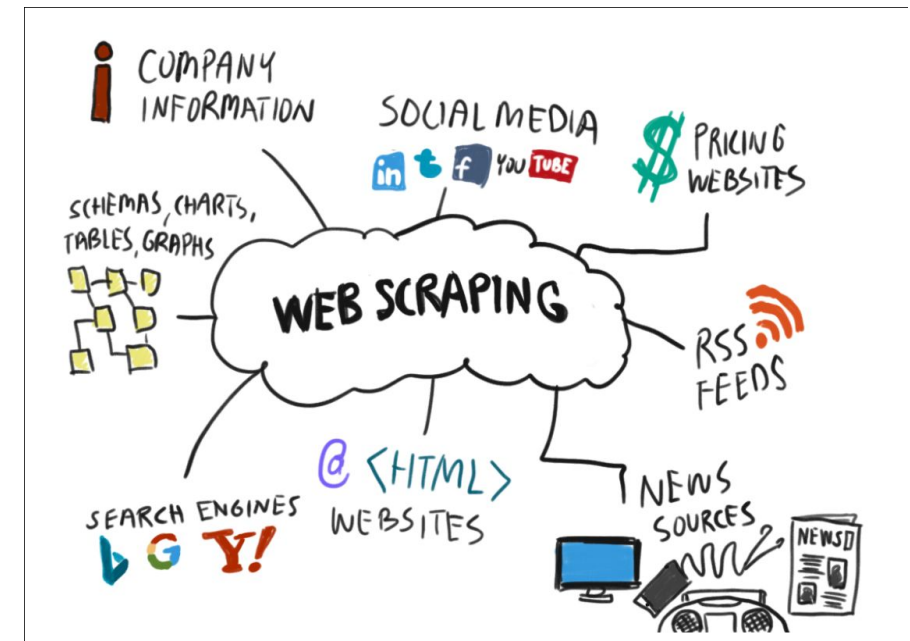 COMPANY
INFORMATION
SOCIAL MEDIA
in t f YOU TUBE
$ PRICING
WEBSITES
SCHEMAS, CHARTS,
TABLES, GRAPHS
WEB SCRAPING
RSS
FEEDS
@ <HTML>
WEBSITES
SEARCH ENGINES
b G Y!
NEWS
SOURCES
NEWS